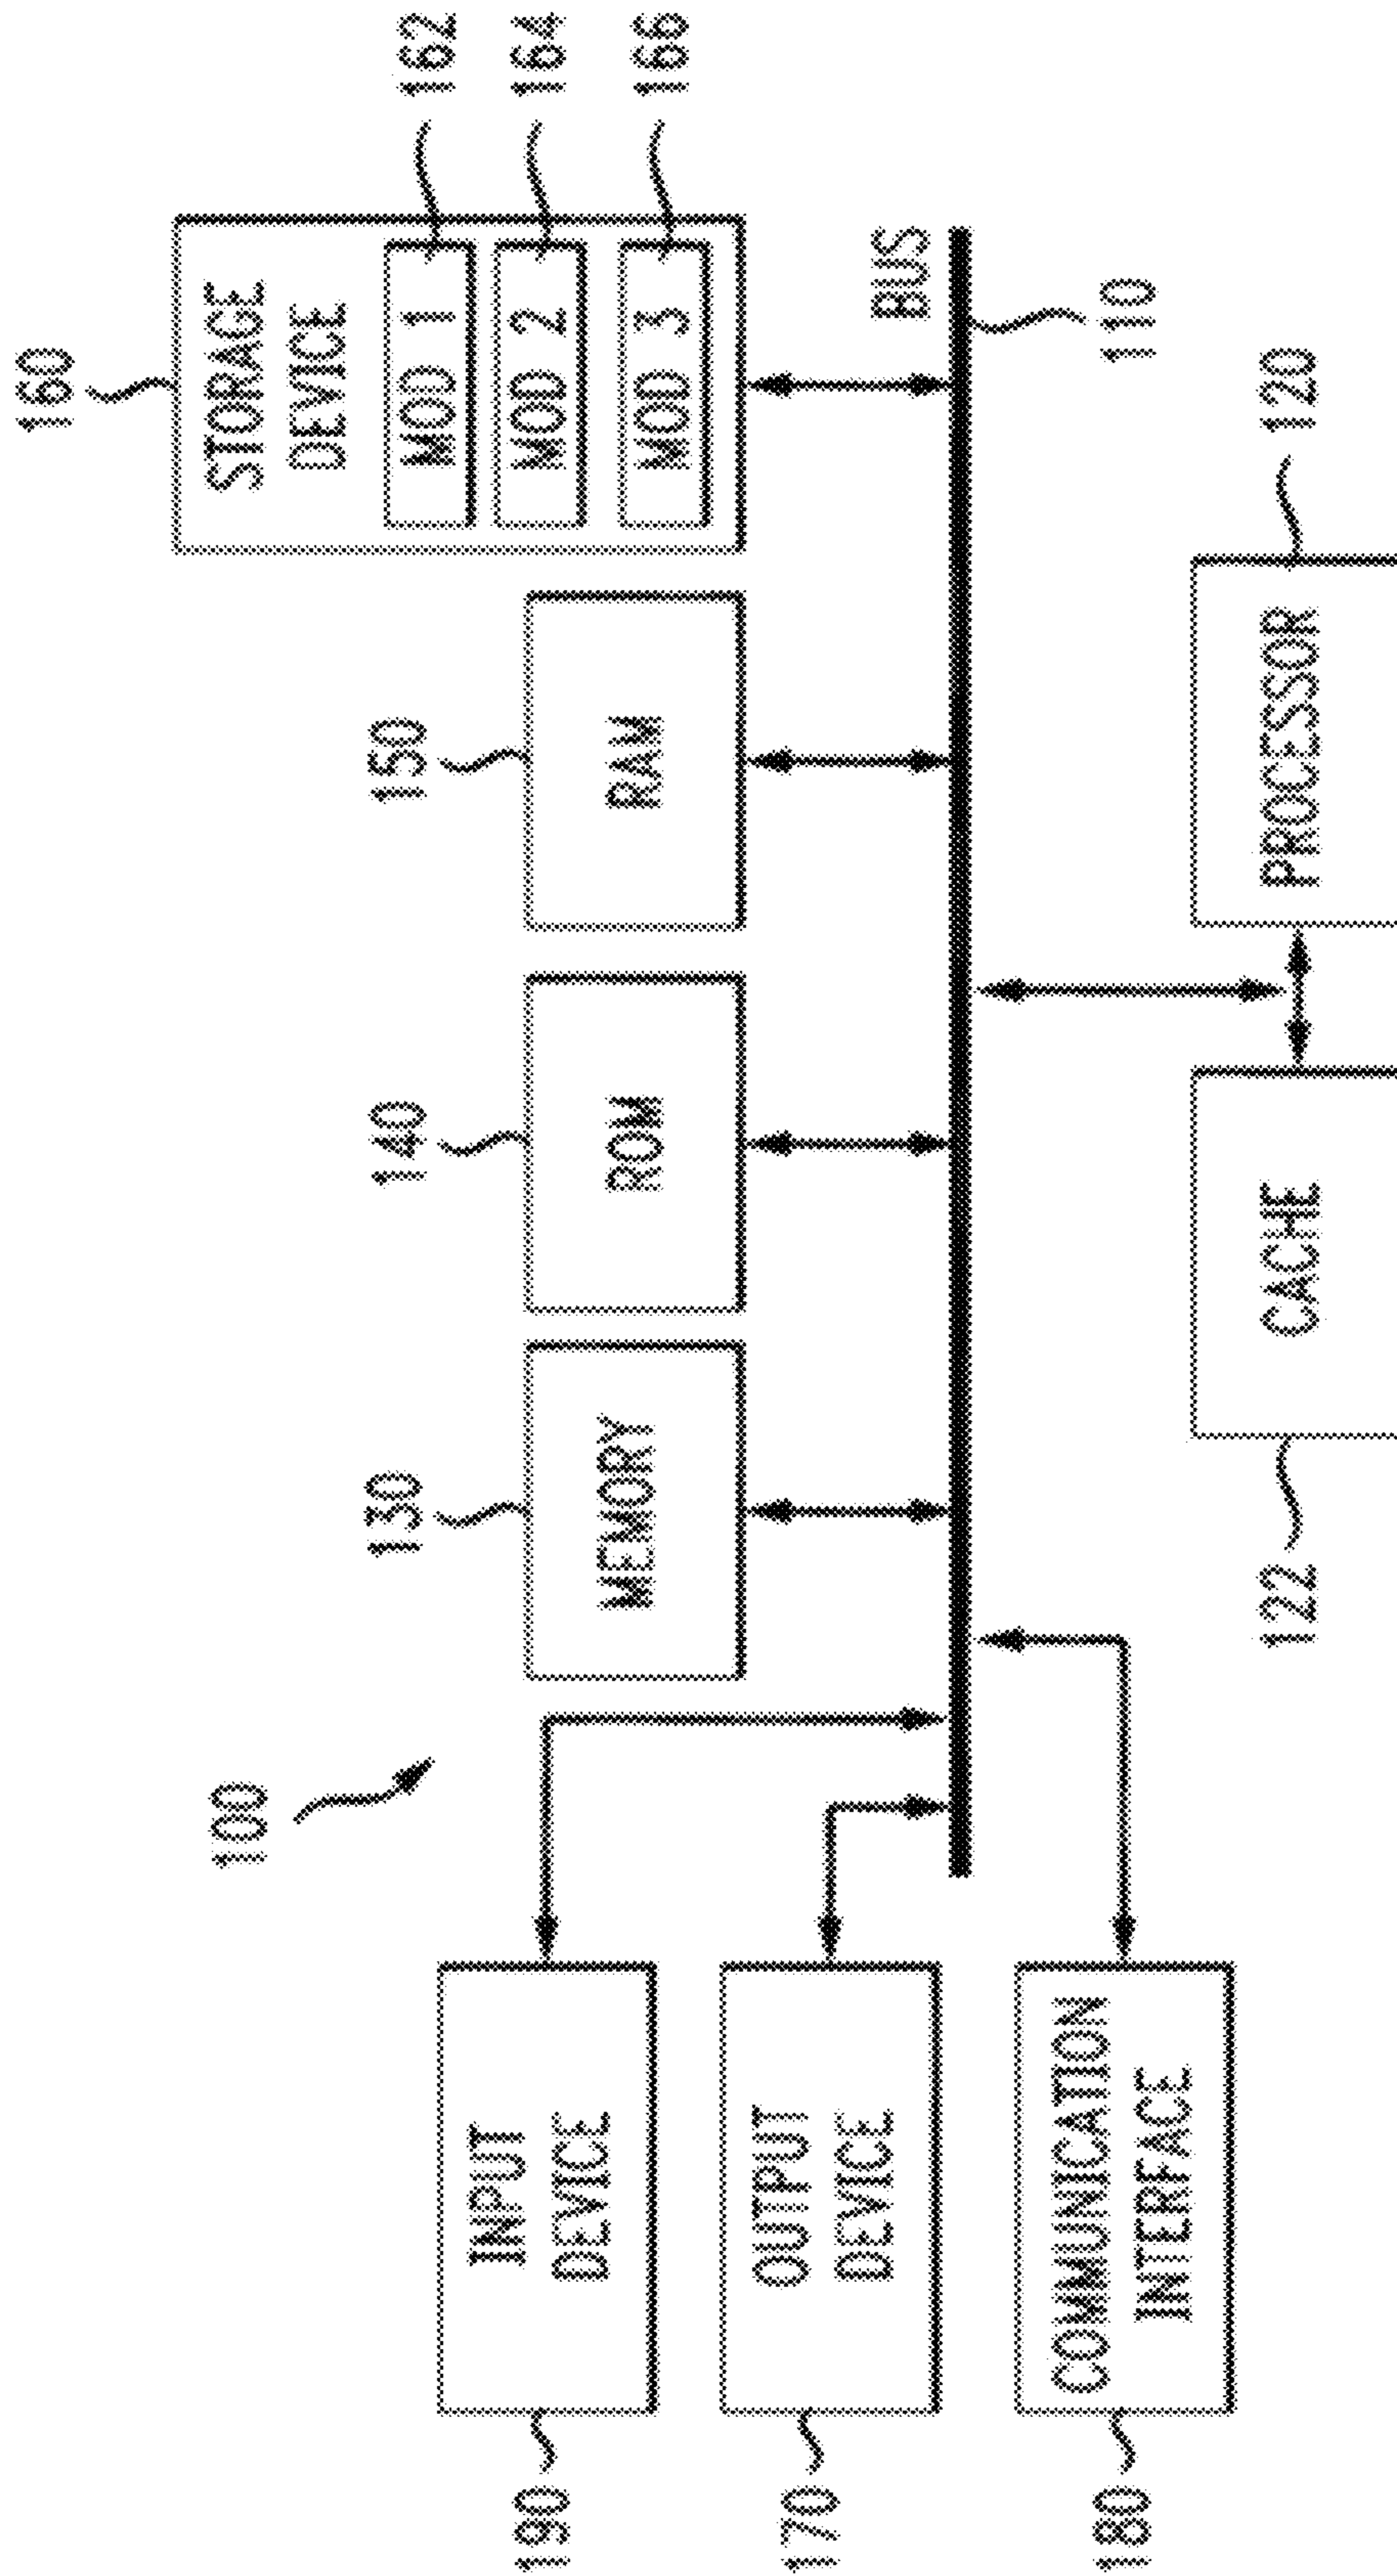 160
STORAGE
DEVICE
MOD 1
162
MOD 2
164
MOD 3
166
150
RAM
140
ROM
130
MEMORY
100
190
INPUT
DEVICE
170
OUTPUT
DEVICE
180
COMMUNICATION
INTERFACE
BUS
110
122
CACHE
PROCESSOR
120